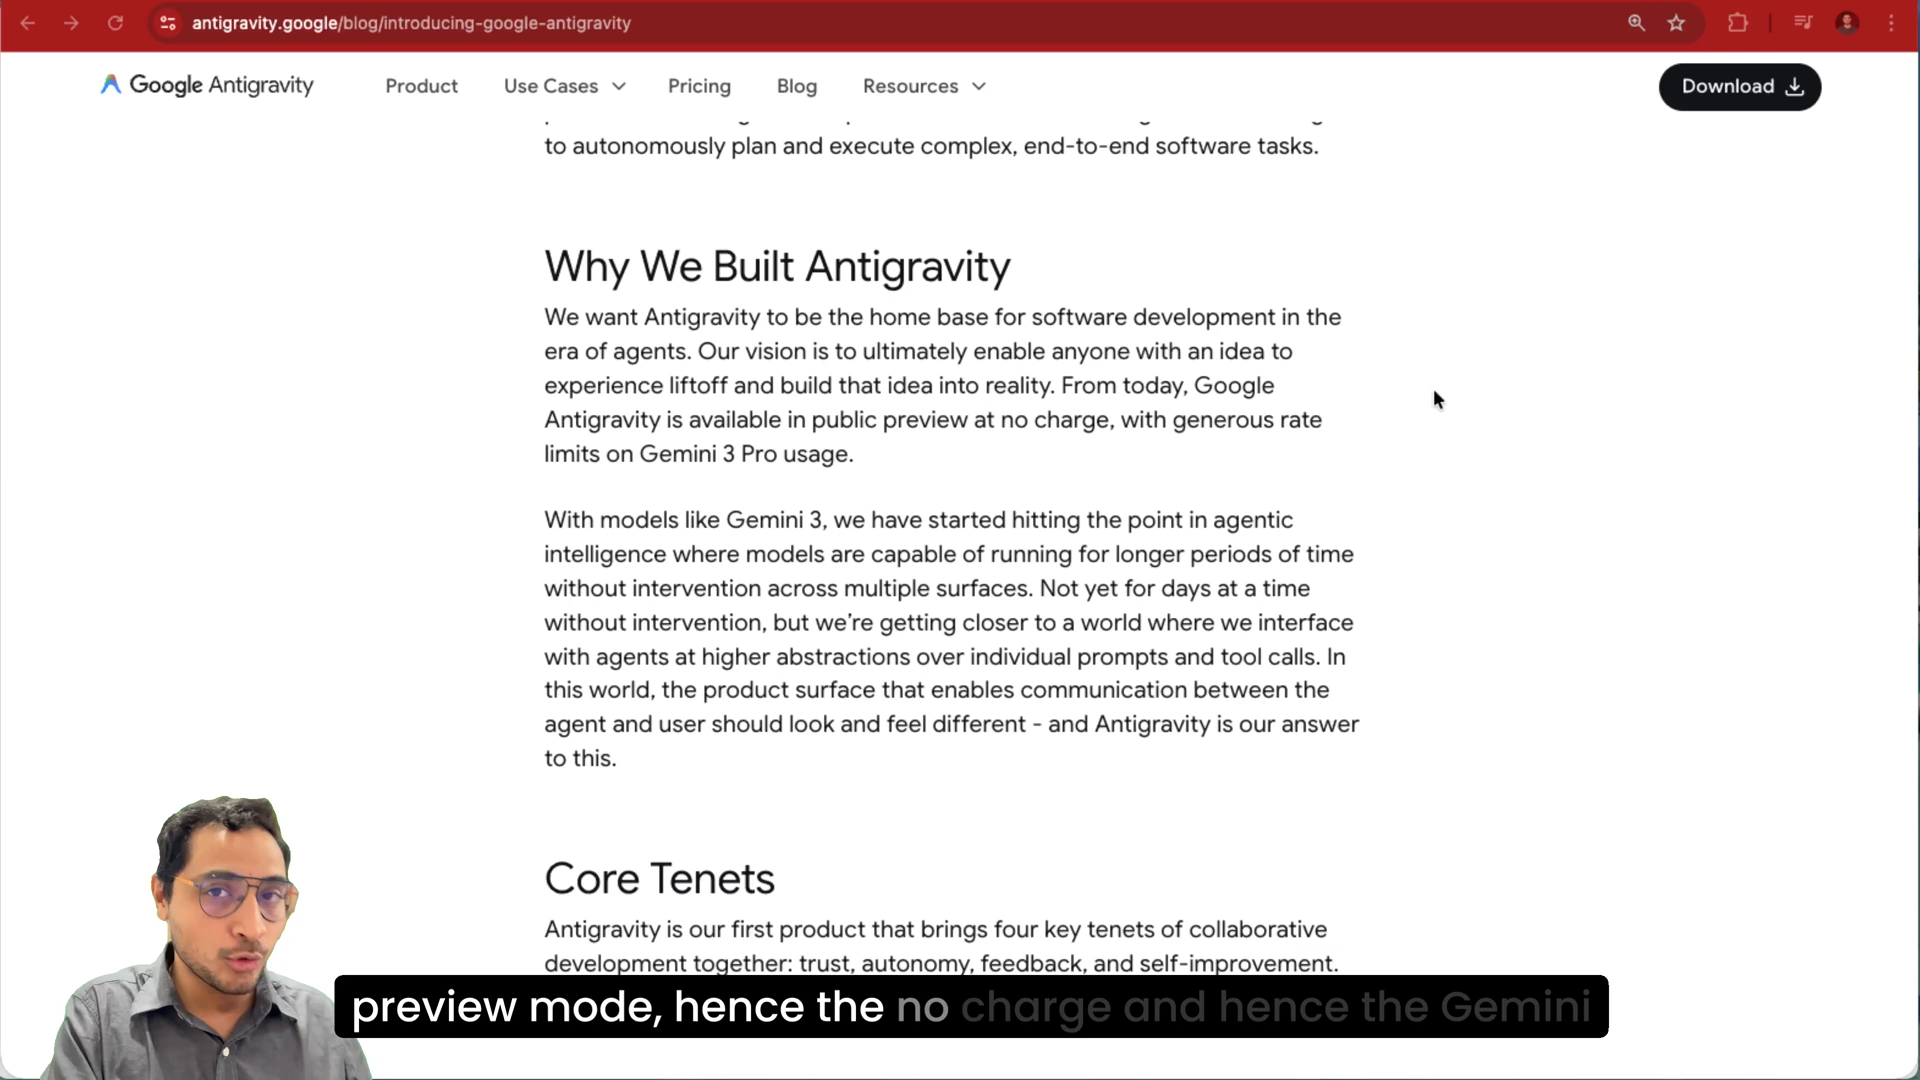 antigravity.google/blog/introducing-google-antigravity
Google Antigravity Product Use Cases Pricing Blog Resources Download
to autonomously plan and execute complex, end-to-end software tasks.
Why We Built Antigravity
We want Antigravity to be the home base for software development in the
era of agents. Our vision is to ultimately enable anyone with an idea to
experience liftoff and build that idea into reality. From today, Google
Antigravity is available in public preview at no charge, with generous rate
limits on Gemini 3 Pro usage.
With models like Gemini 3, we have started hitting the point in agentic
intelligence where models are capable of running for longer periods of time
without intervention across multiple surfaces. Not yet for days at a time
without intervention, but we’re getting closer to a world where we interface
with agents at higher abstractions over individual prompts and tool calls. In
this world, the product surface that enables communication between the
agent and user should look and feel different - and Antigravity is our answer
to this.
Core Tenets
Antigravity is our first product that brings four key tenets of collaborative
development together: trust, autonomy, feedback, and self-improvement.
preview mode, hence the no charge and hence the Gemini